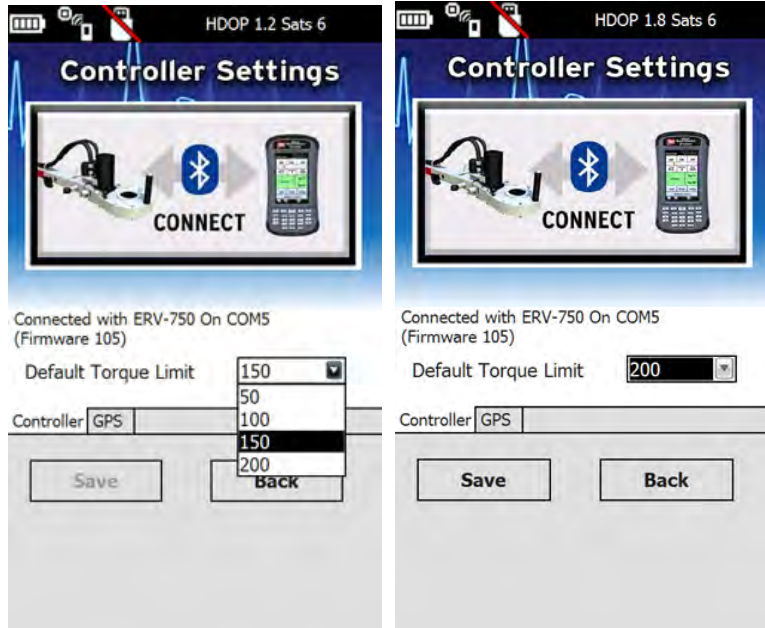 HDOP 1.2 Sats 6
Controller Settings
CONNECT
Connected with ERV-750 On COM5
(Firmware 105)
Default Torque Limit 150
50
100
150
200
Controller GPS
Save Back
HDOP 1.8 Sats 6
Controller Settings
CONNECT
Connected with ERV-750 On COM5
(Firmware 105)
Default Torque Limit 200
Controller GPS
Save Back